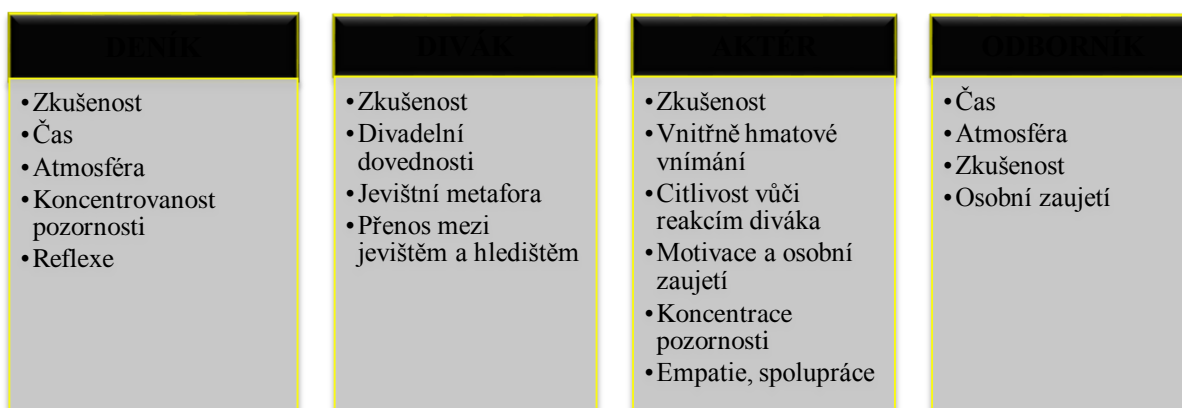 DENÍK
•Zkušenost
•Čas
•Atmosféra
•Koncentrovanost
pozornosti
•Reflexe
DIVÁK
•Zkušenost
•Divadelní
dovednosti
•Jevištní metafora
•Přenos mezi
jevištěm a hledištěm
AKTÉR
•Zkušenost
•Vnitřně hmatové
vnímání
•Citlivost vůči
reakcím diváka
•Motivace a osobní
zaujetí
•Koncentrace
pozornosti
•Empatie, spolupráce
ODBORNÍK
•Čas
•Atmosféra
•Zkušenost
•Osobní zaujetí